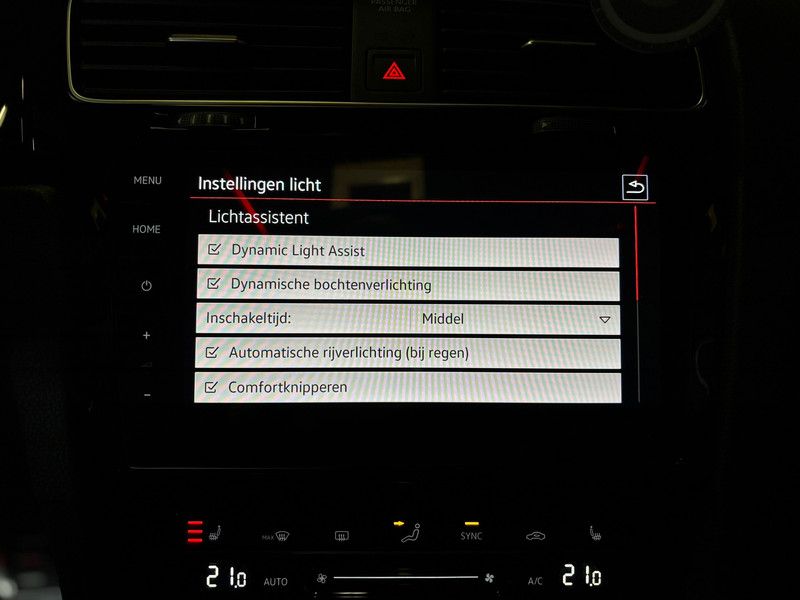 PASSENGER
AIR BAG
MENU
Instellingen licht
Lichtassistent
HOME
Dynamic Light Assist
Dynamische bochtenverlichting
Inschakeltijd: Middel
+
Automatische rijverlichting (bij regen)
Comfortknipperen
−
MAX
SYNC
21.0 AUTO A/C 21.0